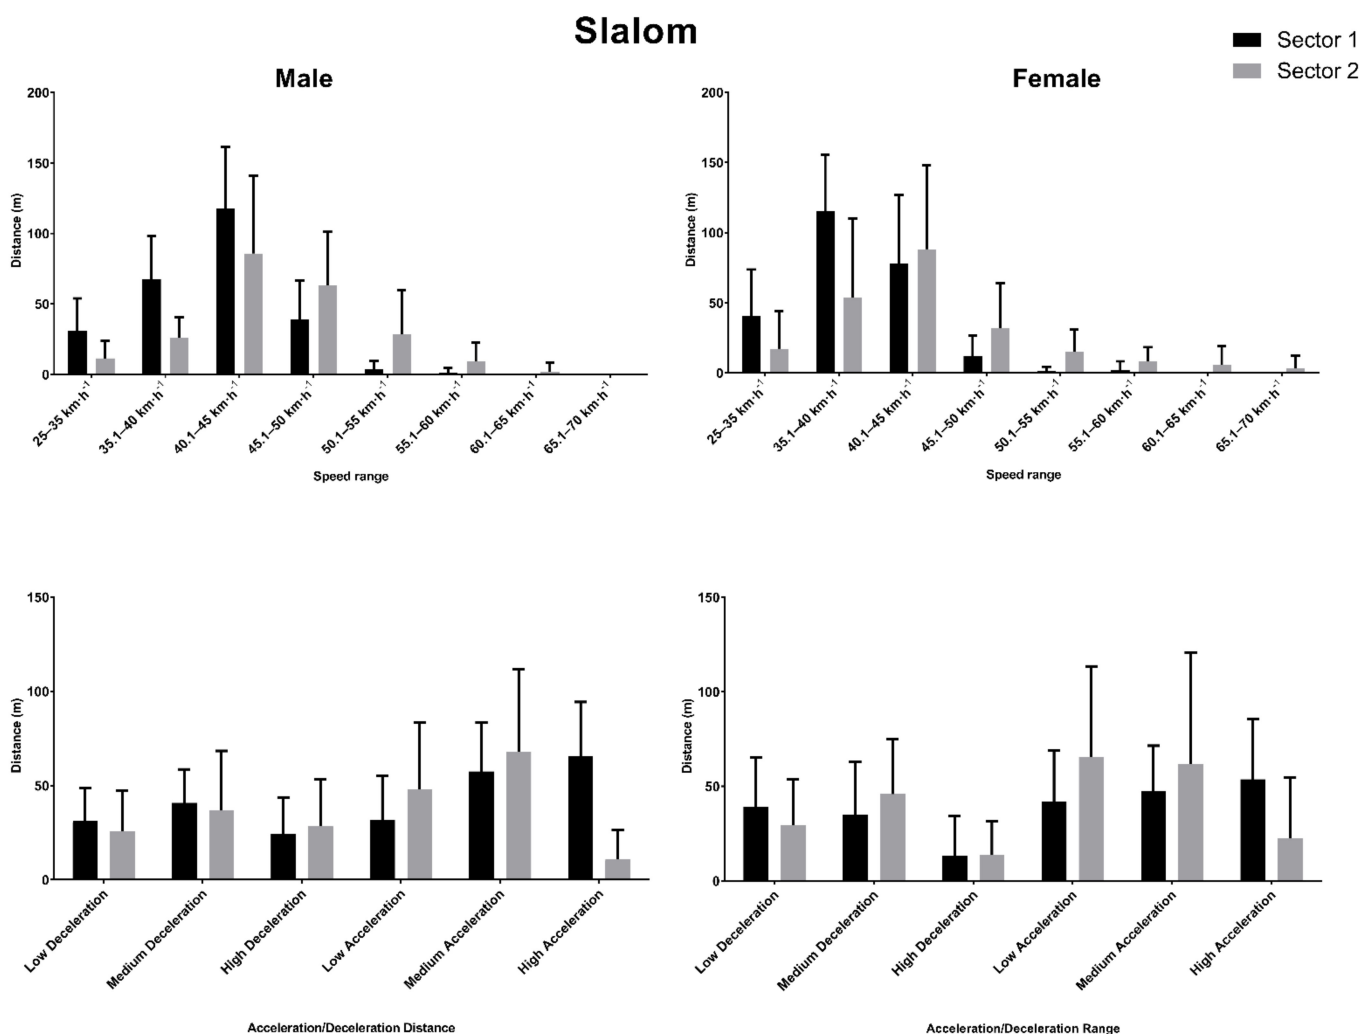 Slalom
Sector 1
Sector 2
Male
200
150
100
50
0
Distance (m)
25–35 km·h⁻¹
35.1–40 km·h⁻¹
40.1–45 km·h⁻¹
45.1–50 km·h⁻¹
50.1–55 km·h⁻¹
55.1–60 km·h⁻¹
60.1–65 km·h⁻¹
65.1–70 km·h⁻¹
Speed range
Female
200
150
100
50
0
Distance (m)
25–35 km·h⁻¹
35.1–40 km·h⁻¹
40.1–45 km·h⁻¹
45.1–50 km·h⁻¹
50.1–55 km·h⁻¹
55.1–60 km·h⁻¹
60.1–65 km·h⁻¹
65.1–70 km·h⁻¹
Speed range
150
100
50
0
Distance (m)
Low Deceleration
Medium Deceleration
High Deceleration
Low Acceleration
Medium Acceleration
High Acceleration
Acceleration/Deceleration Distance
150
100
50
0
Distance (m)
Low Deceleration
Medium Deceleration
High Deceleration
Low Acceleration
Medium Acceleration
High Acceleration
Acceleration/Deceleration Range